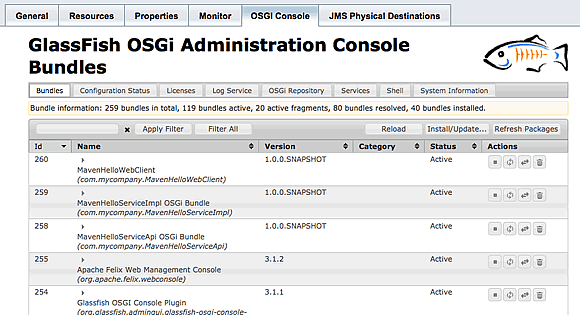 General
Resources
Properties
Monitor
OSGi Console
JMS Physical Destinations
GlassFish OSGi Administration Console
Bundles
Bundles
Configuration Status
Licenses
Log Service
OSGi Repository
Services
Shell
System Information
Bundle information: 259 bundles in total, 119 bundles active, 20 active fragments, 80 bundles resolved, 40 bundles installed.
Apply Filter
Filter All
Reload
Install/Update...
Refresh Packages
Id Name Version Category Status Actions
260 1.0.0.SNAPSHOT Active
MavenHelloWebClient
(com.mycompany.MavenHelloWebClient)
259 1.0.0.SNAPSHOT Active
MavenHelloServiceImpl OSGi Bundle
(com.mycompany.MavenHelloServiceImpl)
258 1.0.0.SNAPSHOT Active
MavenHelloServiceApi OSGi Bundle
(com.mycompany.MavenHelloServiceApi)
255 3.1.2 Active
Apache Felix Web Management Console
(org.apache.felix.webconsole)
254 3.1.1 Active
Glassfish OSGI Console Plugin
(org.glassfish.admingui.glassfish-osgi-console-